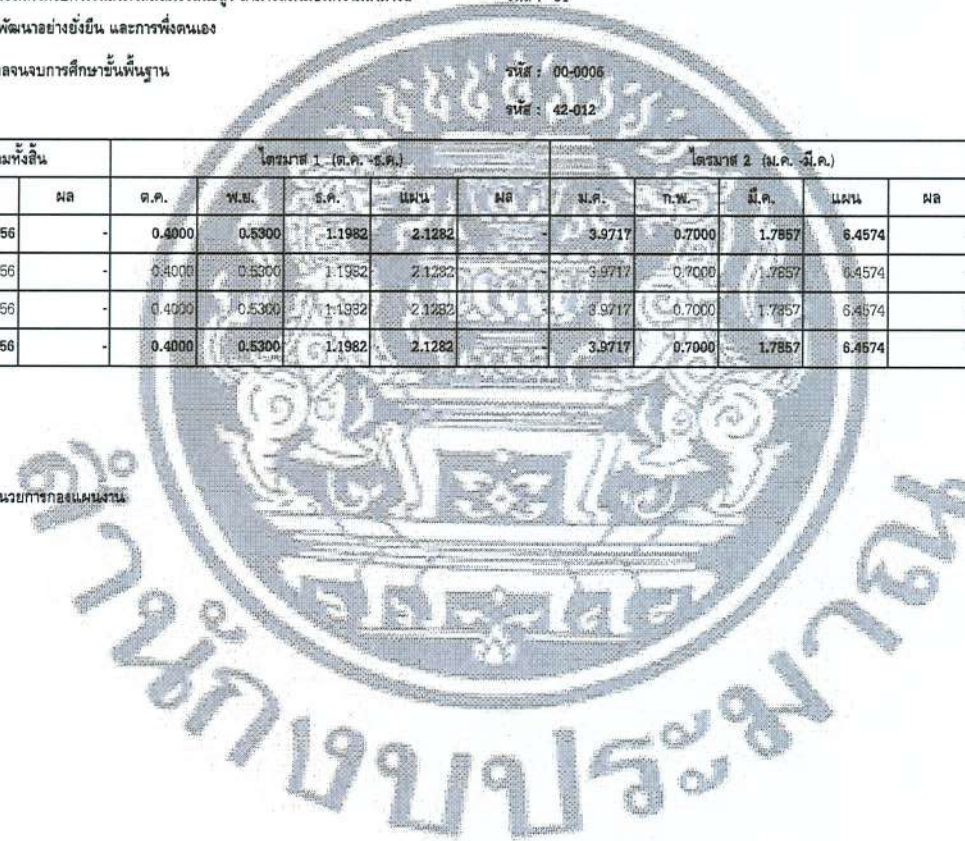 พัฒนาอย่างยั่งยืน และการพึ่งตนเอง
ลจนจบการศึกษาขั้นพื้นฐาน รหัส : 00-0006
รหัส : 42-012
มทั้งสิ้น ไตรมาส 1 (ต.ค. -ธ.ค.) ไตรมาส 2 (ม.ค. -มี.ค.)
ผล ต.ค. พ.ย. ธ.ค. แผน ผล ม.ค. ก.พ. มี.ค. แผน ผล
56 - 0.4000 0.5300 1.1982 2.1282 - 3.9717 0.7000 1.7857 6.4574
56 - 0.4000 0.5300 1.1982 2.1282 - 3.9717 0.7000 1.7857 6.4574
56 - 0.4000 0.5300 1.1982 2.1282 - 3.9717 0.7000 1.7857 6.4574
56 - 0.4000 0.5300 1.1982 2.1282 - 3.9717 0.7000 1.7857 6.4574
นวยการกองแผนงาน
สำนักงบประมาณ